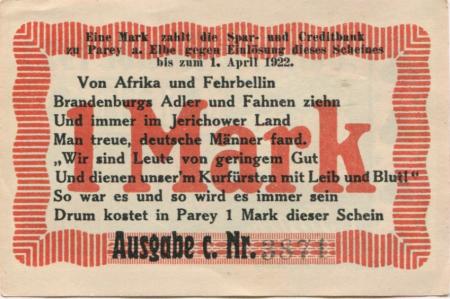 Eine Mark zahlt die Spar- und Creditbank
zu Parey a. Elbe gegen Einlösung dieses Scheines
bis zum 1. April 1922.
1 Mark
Von Afrika und Fehrbellin
Brandenburgs Adler und Fahnen ziehn
Und immer im Jerichower Land
Man treue, deutsche Männer fand.
„Wir sind Leute von geringem Gut
Und dienen unser'm Kurfürsten mit Leib und Blut!"
So war es und so wird es immer sein
Drum kostet in Parey 1 Mark dieser Schein
Ausgabe c. Nr. 3871